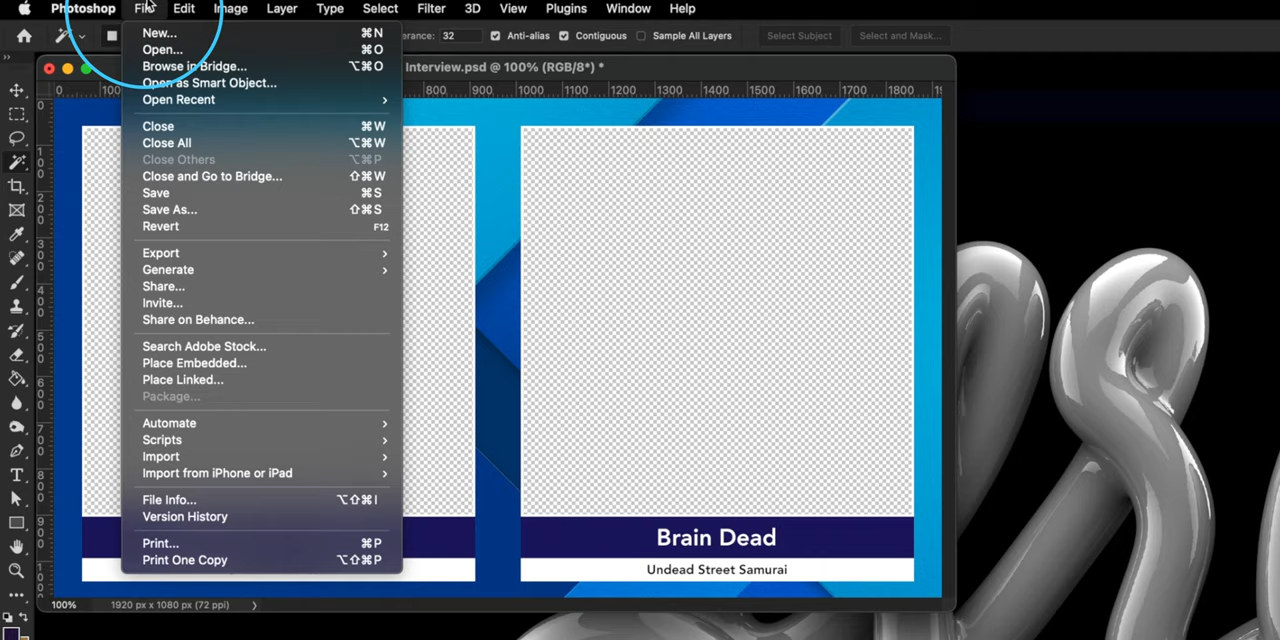 Photoshop File Edit Image Layer Type Select Filter 3D View Plugins Window Help
erance: 32 Anti-alias Contiguous Sample All Layers Select Subject Select and Mask...
Interview.psd @ 100% (RGB/8*) *
0 100 800 900 1000 1100 1200 1300 1400 1500 1600 1700 1800
New... ⌘N
Open... ⌘O
Browse in Bridge... ⌥⌘O
Open as Smart Object...
Open Recent
Close ⌘W
Close All ⌥⌘W
Close Others ⌥⌘P
Close and Go to Bridge... ⇧⌘W
Save ⌘S
Save As... ⇧⌘S
Revert F12
Export
Generate
Share...
Invite...
Share on Behance...
Search Adobe Stock...
Place Embedded...
Place Linked...
Package...
Automate
Scripts
Import
Import from iPhone or iPad
File Info... ⌥⇧⌘I
Version History
Print... ⌘P
Print One Copy ⌥⇧⌘P
Brain Dead
Undead Street Samurai
100% 1920 px x 1080 px (72 ppi)